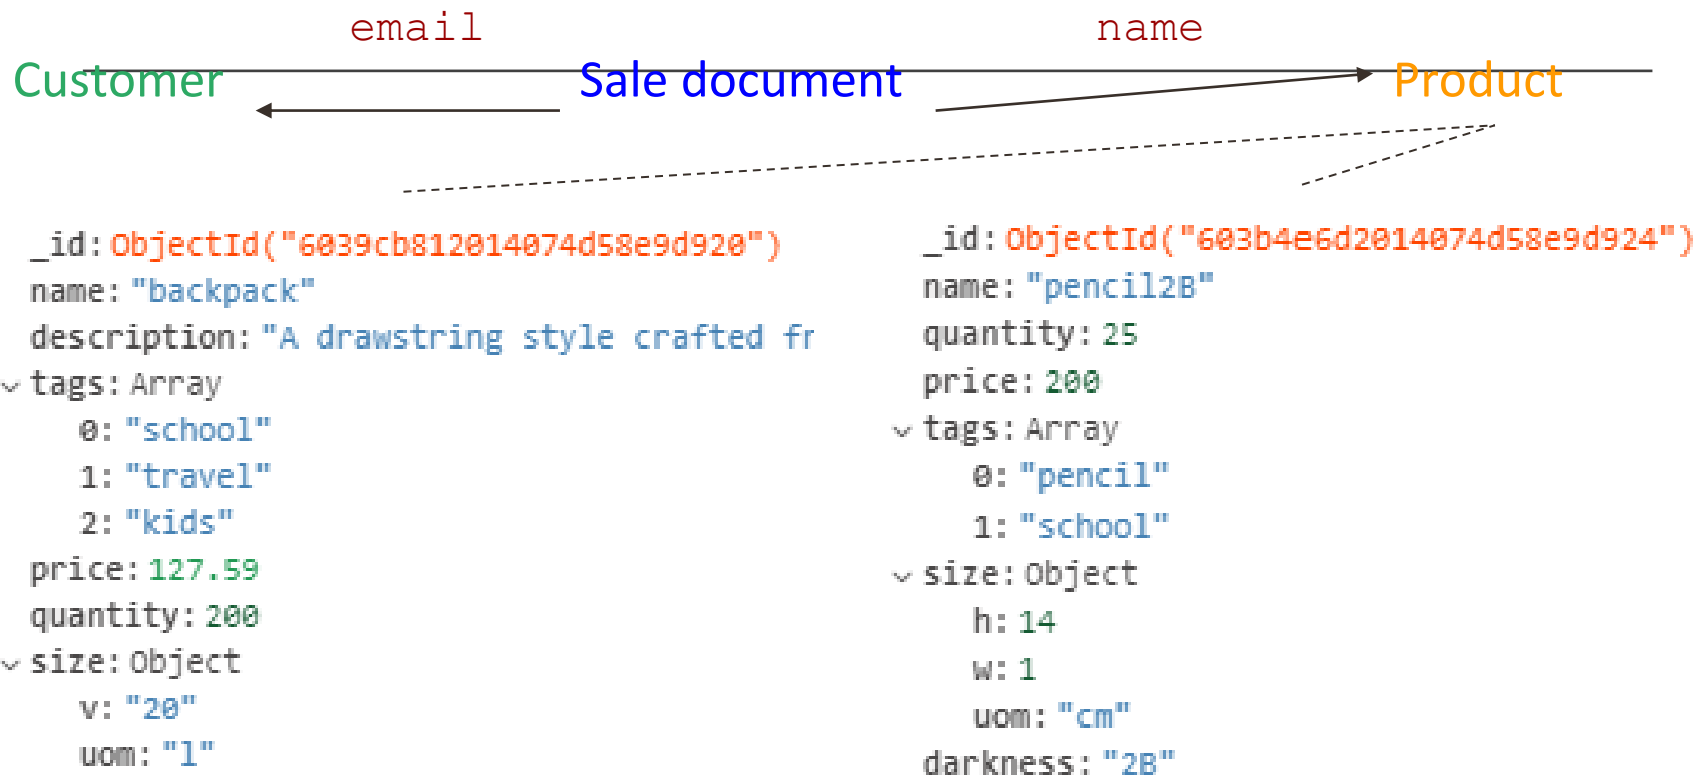 email name
Customer Sale document Product
_id: ObjectId("6039cb812014074d58e9d920")
name: "backpack"
description: "A drawstring style crafted fr
tags: Array
0: "school"
1: "travel"
2: "kids"
price: 127.59
quantity: 200
size: Object
v: "20"
uom: "l"
_id: ObjectId("603b4e6d2014074d58e9d924")
name: "pencil2B"
quantity: 25
price: 200
tags: Array
0: "pencil"
1: "school"
size: Object
h: 14
w: 1
uom: "cm"
darkness: "2B"